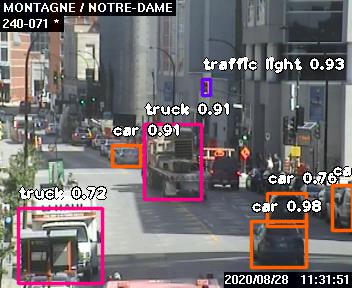 MONTAGNE / NOTRE-DAME
240-071 *
traffic light 0.93
truck 0.91
car 0.91
car 0.76
ca
truck 0.72
car 0.98
2020/08/28 11:31:51